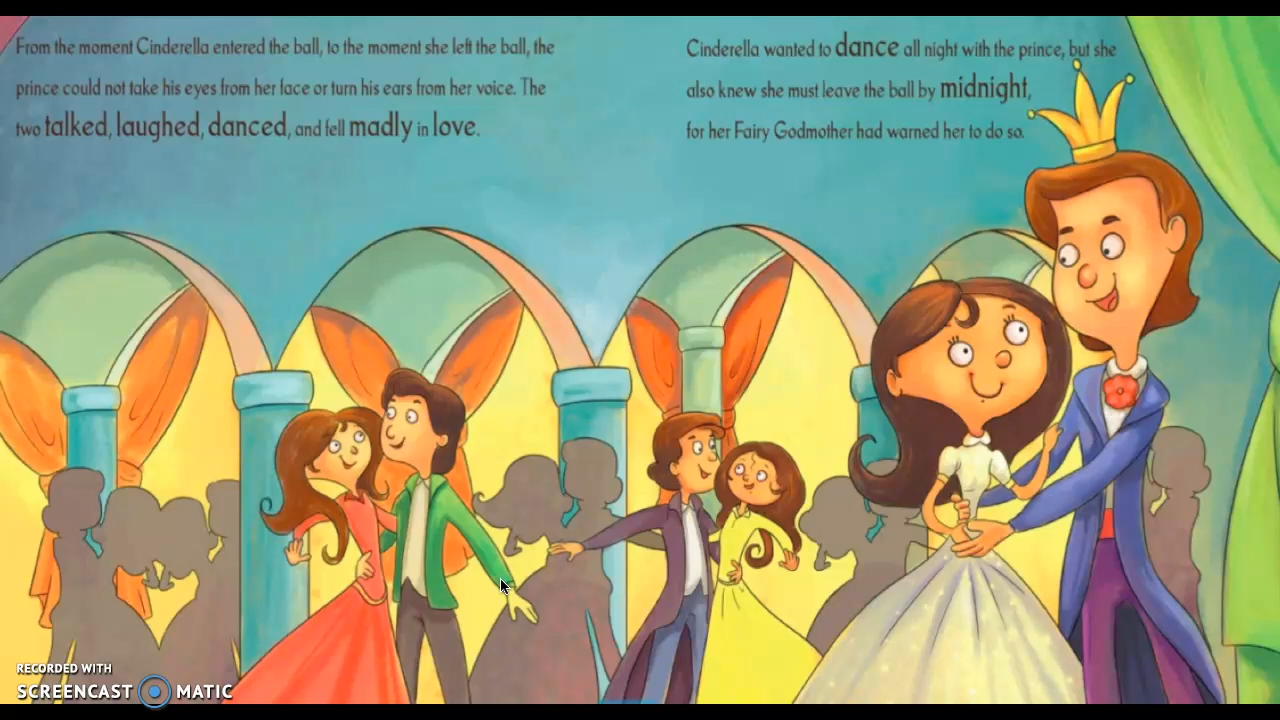 From the moment Cinderella entered the ball, to the moment she left the ball, the
prince could not take his eyes from her face or turn his ears from her voice. The
two talked, laughed, danced, and fell madly in love.
Cinderella wanted to dance all night with the prince, but she
also knew she must leave the ball by midnight,
for her Fairy Godmother had warned her to do so.
RECORDED WITH
SCREENCAST MATIC